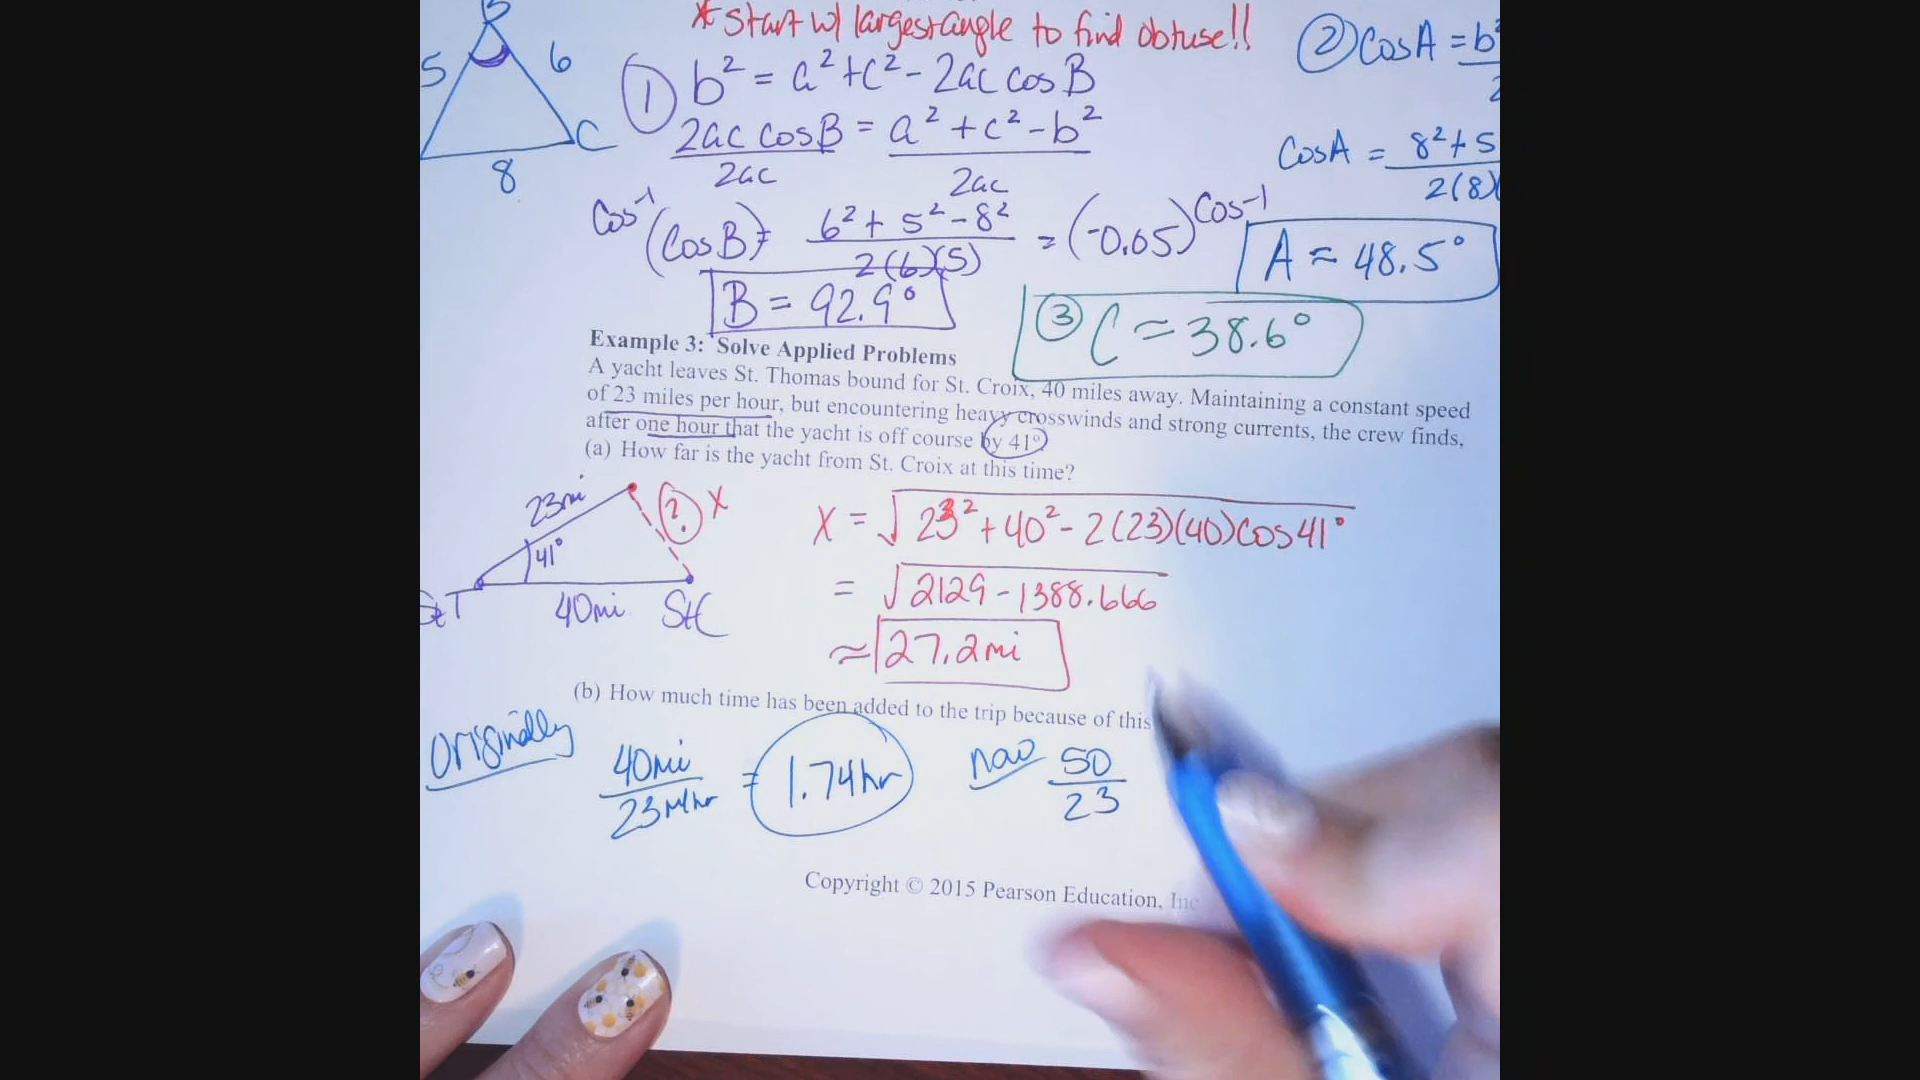 *Start w/ largest angle to find obtuse!!
B
5
6
C
8
① b² = a² + c² - 2ac cos B
2ac cos B = a² + c² - b²
2ac
2ac
Cos⁻¹ (Cos B) = 6² + 5² - 8² = (-0.05) Cos⁻¹
2(6)(5)
B = 92.9°
② Cos A = b²
2
Cos A = 8² + 5
2(8)(
A ≈ 48.5°
③ C ≈ 38.6°
Example 3: Solve Applied Problems
A yacht leaves St. Thomas bound for St. Croix, 40 miles away. Maintaining a constant speed
of 23 miles per hour, but encountering heavy crosswinds and strong currents, the crew finds,
after one hour that the yacht is off course by 41°.
(a) How far is the yacht from St. Croix at this time?
23mi
? X
41°
St T
40mi
StC
X = √23² + 40² - 2(23)(40)cos41°
= √2129 - 1388.666
≈ 27.2mi
(b) How much time has been added to the trip because of this
Originally
40mi
23mi/hr
= 1.74hr
now
50
23
Copyright © 2015 Pearson Education, Inc